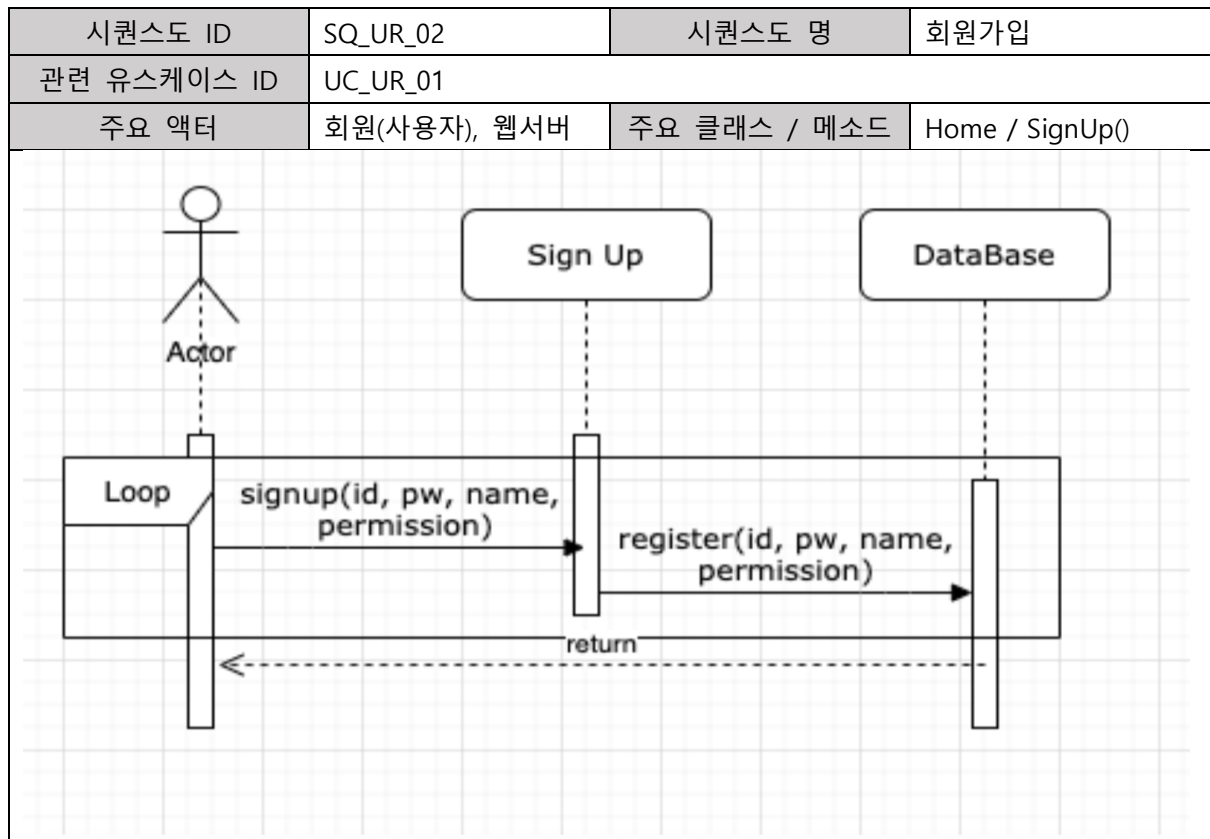 시퀀스도 ID SQ_UR_02 시퀀스도 명 회원가입
관련 유스케이스 ID UC_UR_01
주요 액터 회원(사용자), 웹서버 주요 클래스 / 메소드 Home / SignUp()
Sign Up
DataBase
Actor
Loop
signup(id, pw, name,
permission)
register(id, pw, name,
permission)
return